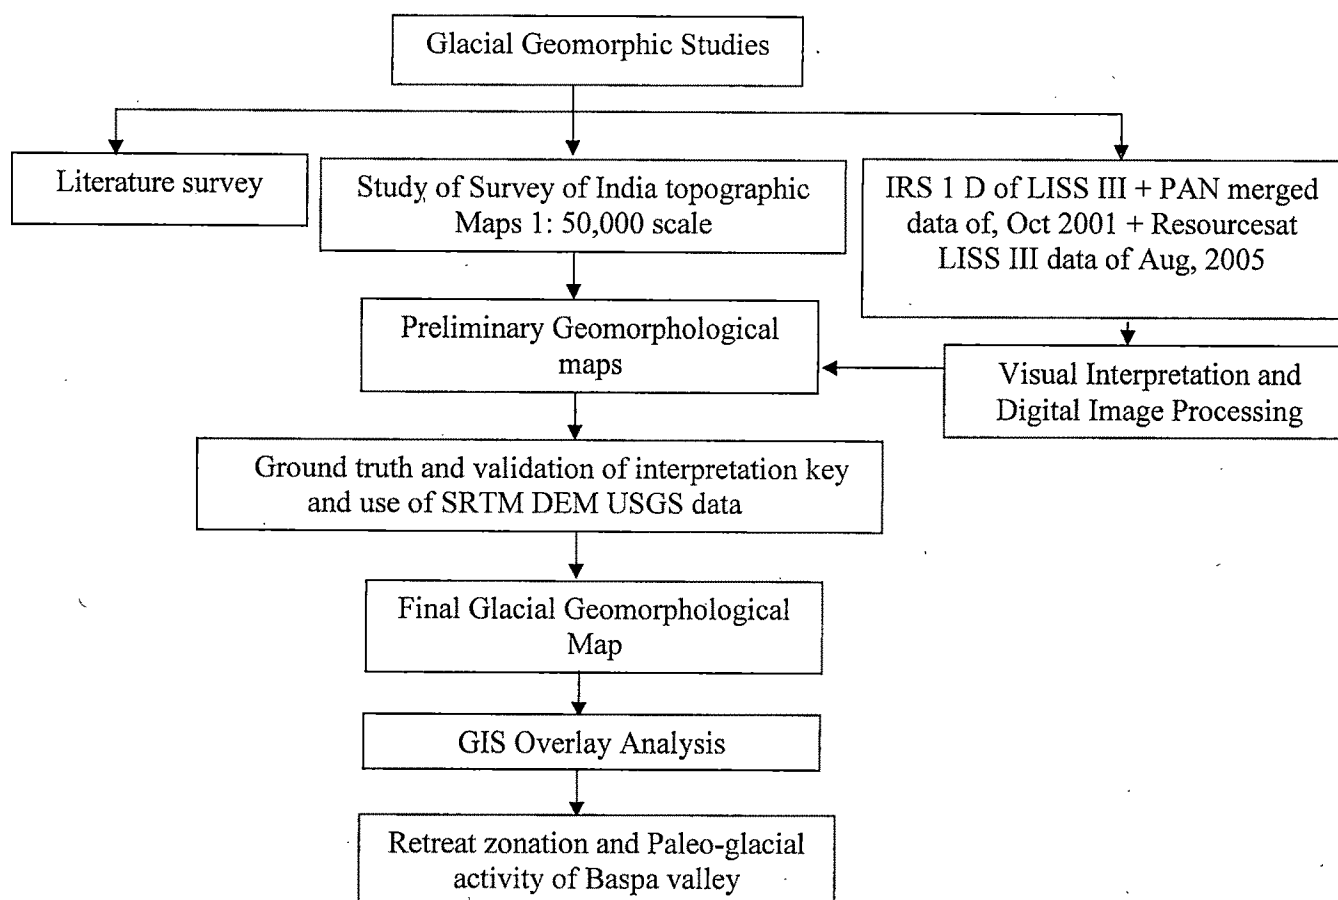 Glacial Geomorphic Studies
Literature survey
Study of Survey of India topographic
Maps 1: 50,000 scale
IRS 1 D of LISS III + PAN merged
data of, Oct 2001 + Resourcesat
LISS III data of Aug, 2005
Preliminary Geomorphological
maps
Visual Interpretation and
Digital Image Processing
Ground truth and validation of interpretation key
and use of SRTM DEM USGS data
Final Glacial Geomorphological
Map
GIS Overlay Analysis
Retreat zonation and Paleo-glacial
activity of Baspa valley